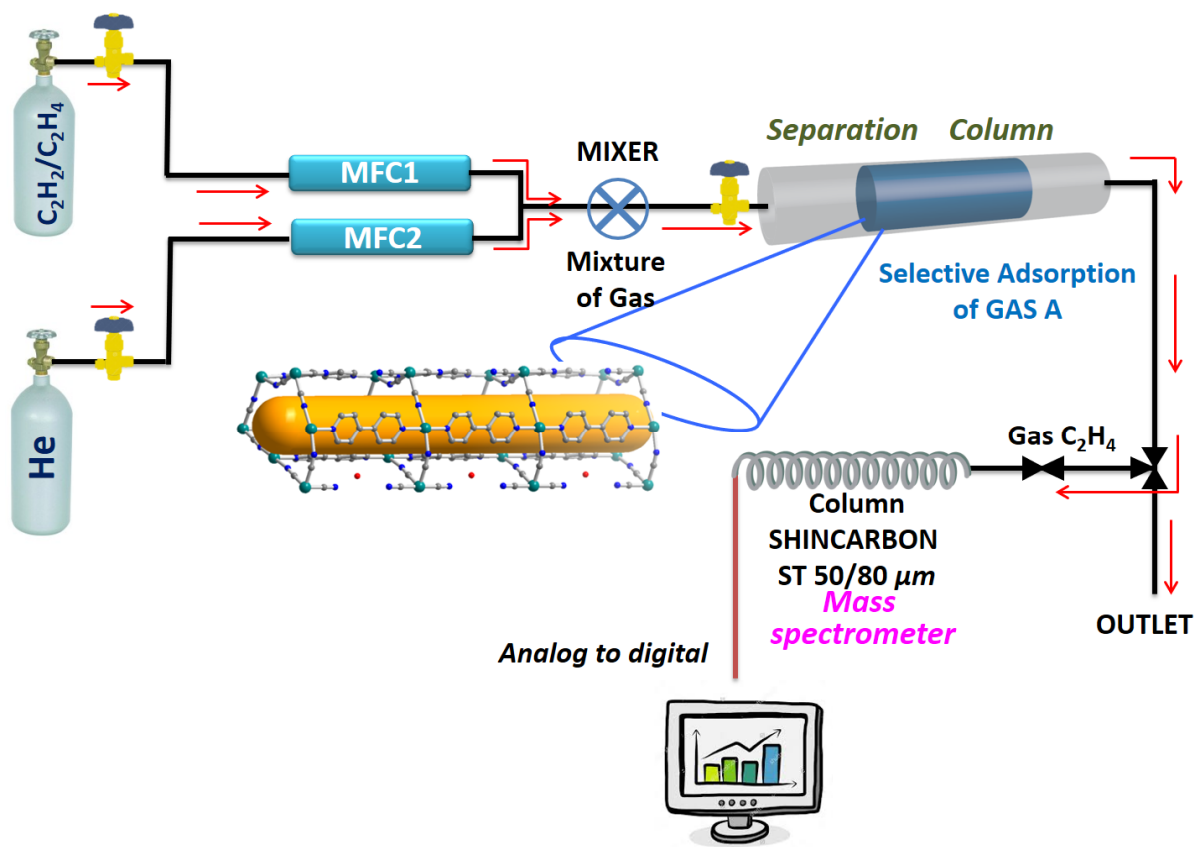 C₂H₂/C₂H₄
He
MFC1
MFC2
MIXER
Mixture
of Gas
Separation Column
Selective Adsorption
of GAS A
Gas C₂H₄
Column
SHINCARBON
ST 50/80 μm
Mass
spectrometer
OUTLET
Analog to digital